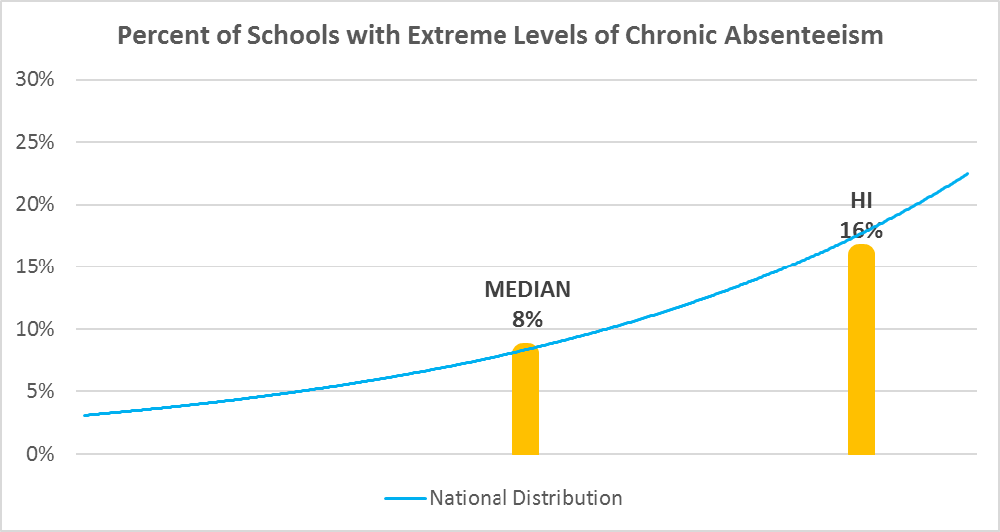 Percent of Schools with Extreme Levels of Chronic Absenteeism
30%
25%
20%
15%
10%
5%
0%
HI
16%
MEDIAN
8%
National Distribution